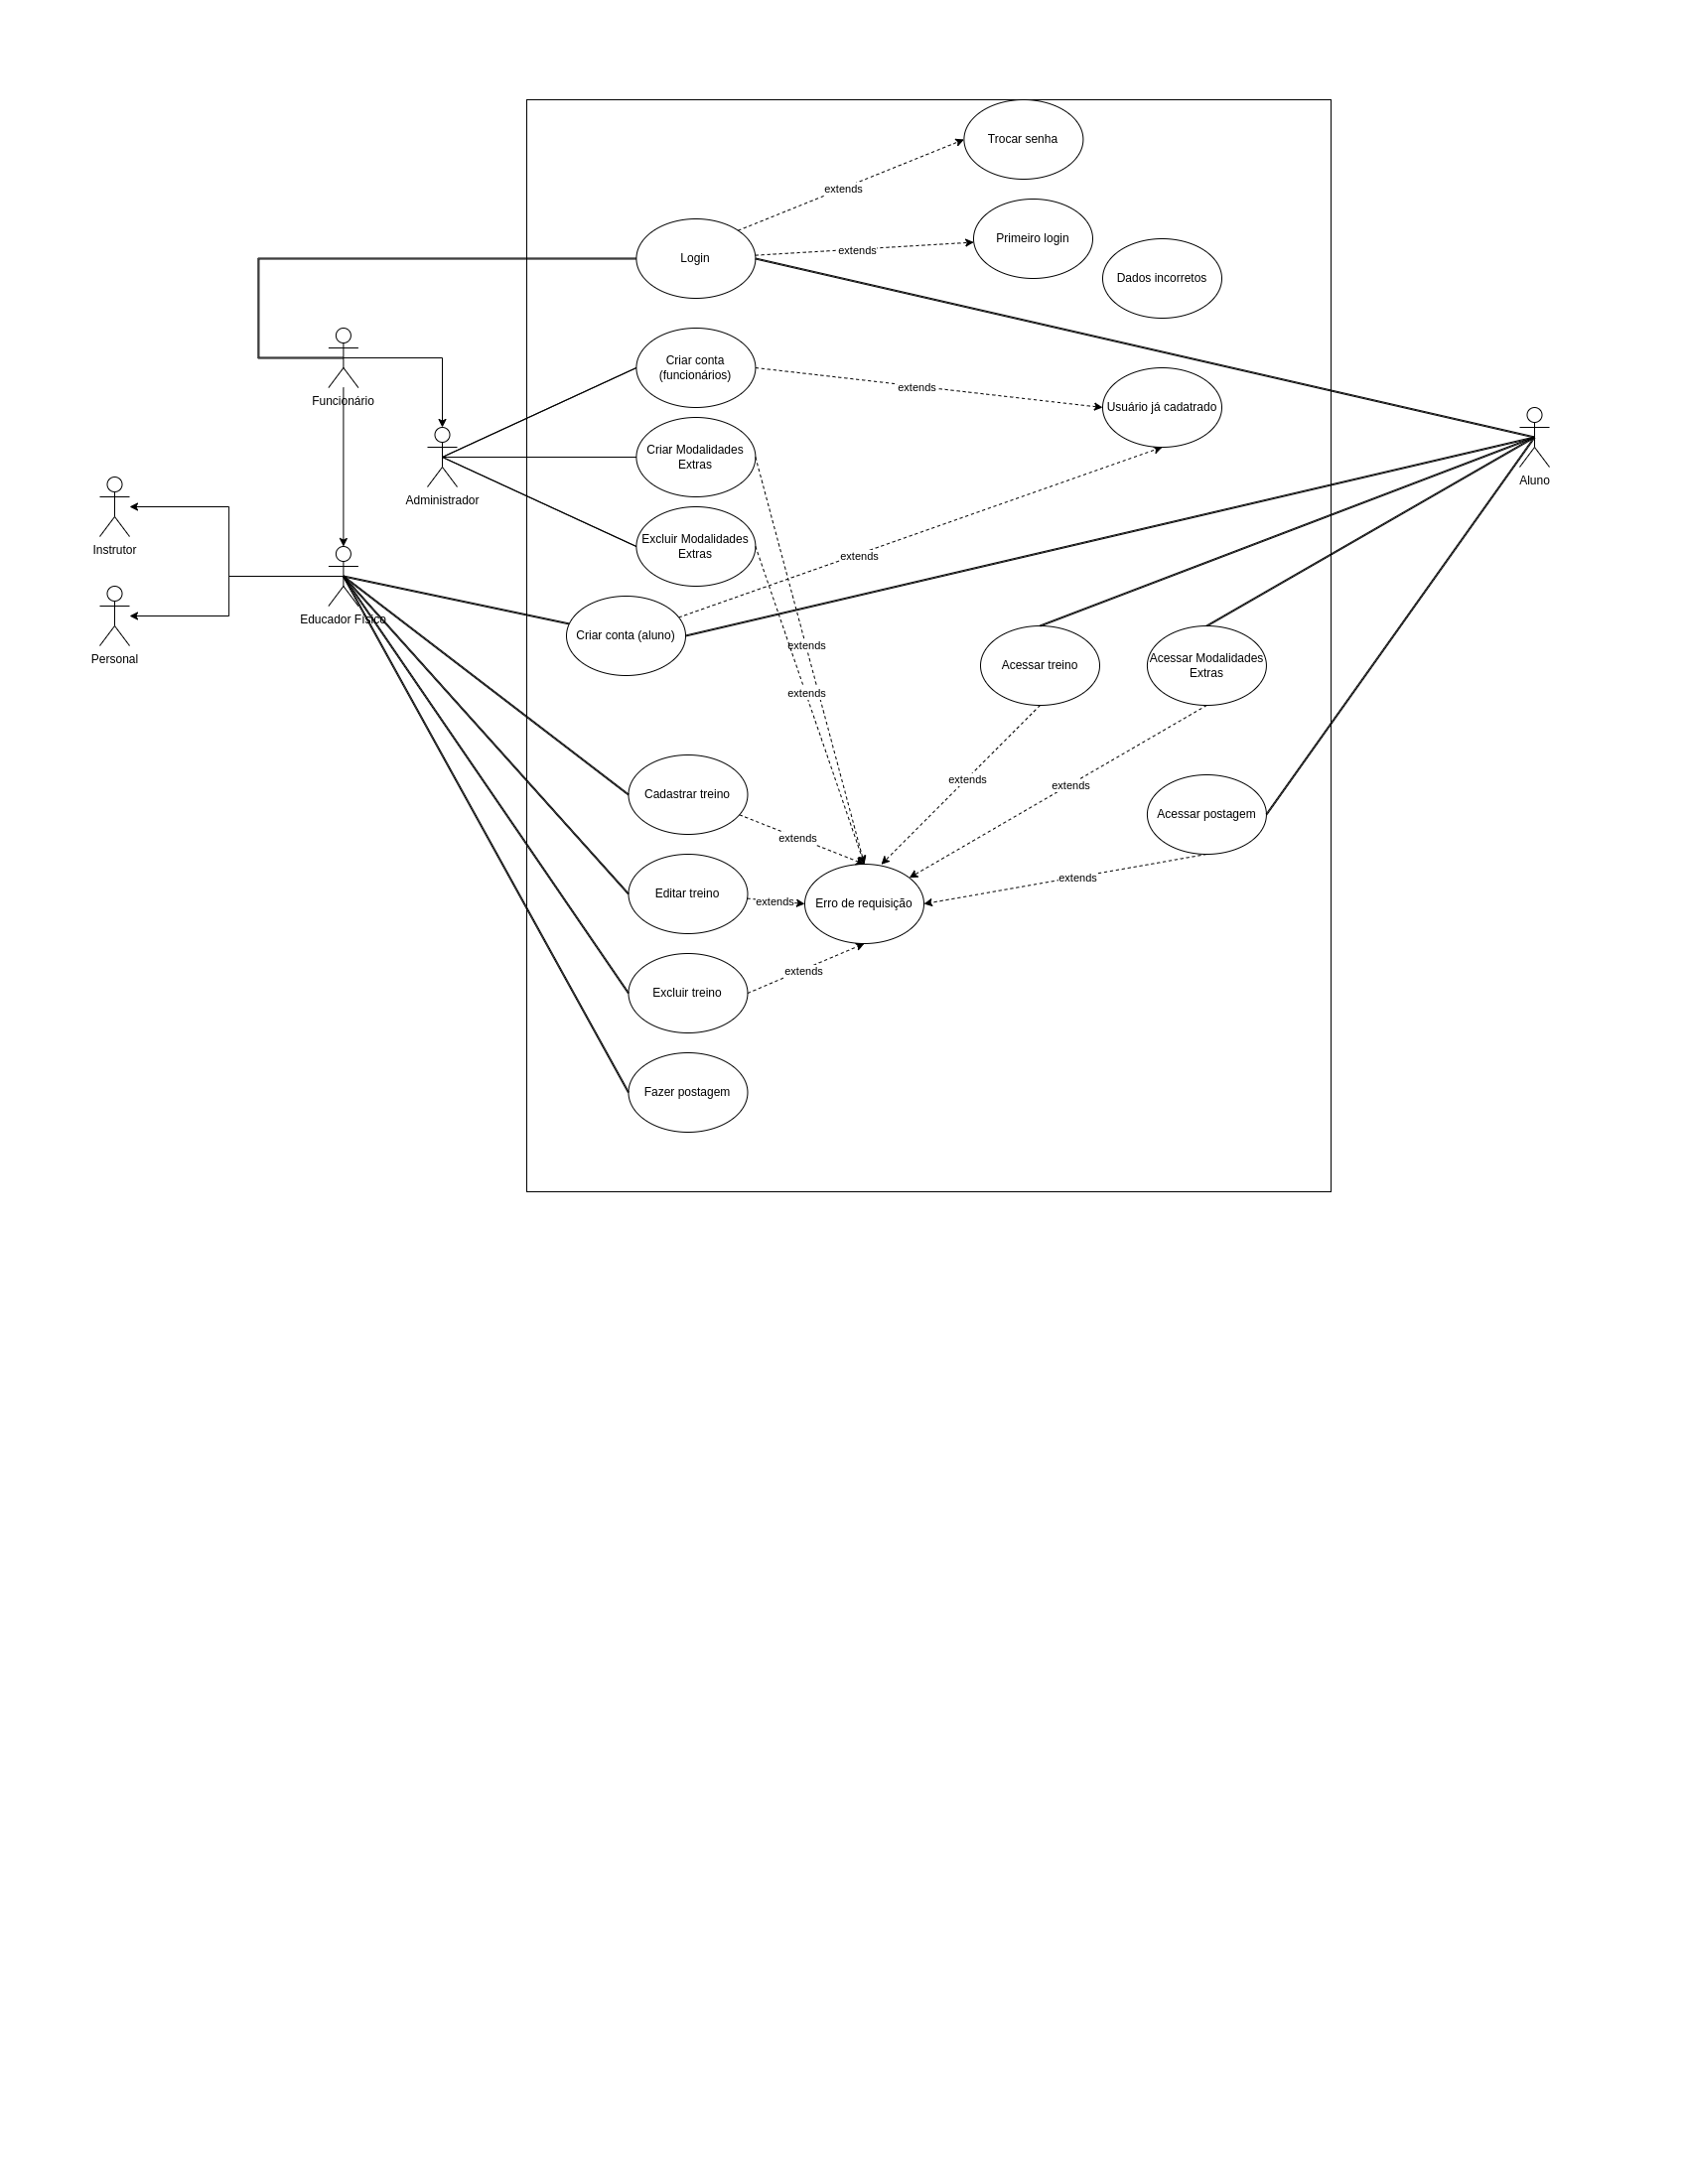 Trocar senha
extends
Primeiro login
extends
Login
Dados incorretos
Criar conta
(funcionários)
extends
Usuário já cadatrado
Funcionário
Criar Modalidades
Extras
Administrador
Aluno
Instrutor
Excluir Modalidades
Extras
extends
Educador Físico
Criar conta (aluno)
extends
Personal
Acessar treino
Acessar Modalidades
Extras
extends
extends
extends
Cadastrar treino
Acessar postagem
extends
extends
Editar treino
extends
Erro de requisição
extends
Excluir treino
Fazer postagem